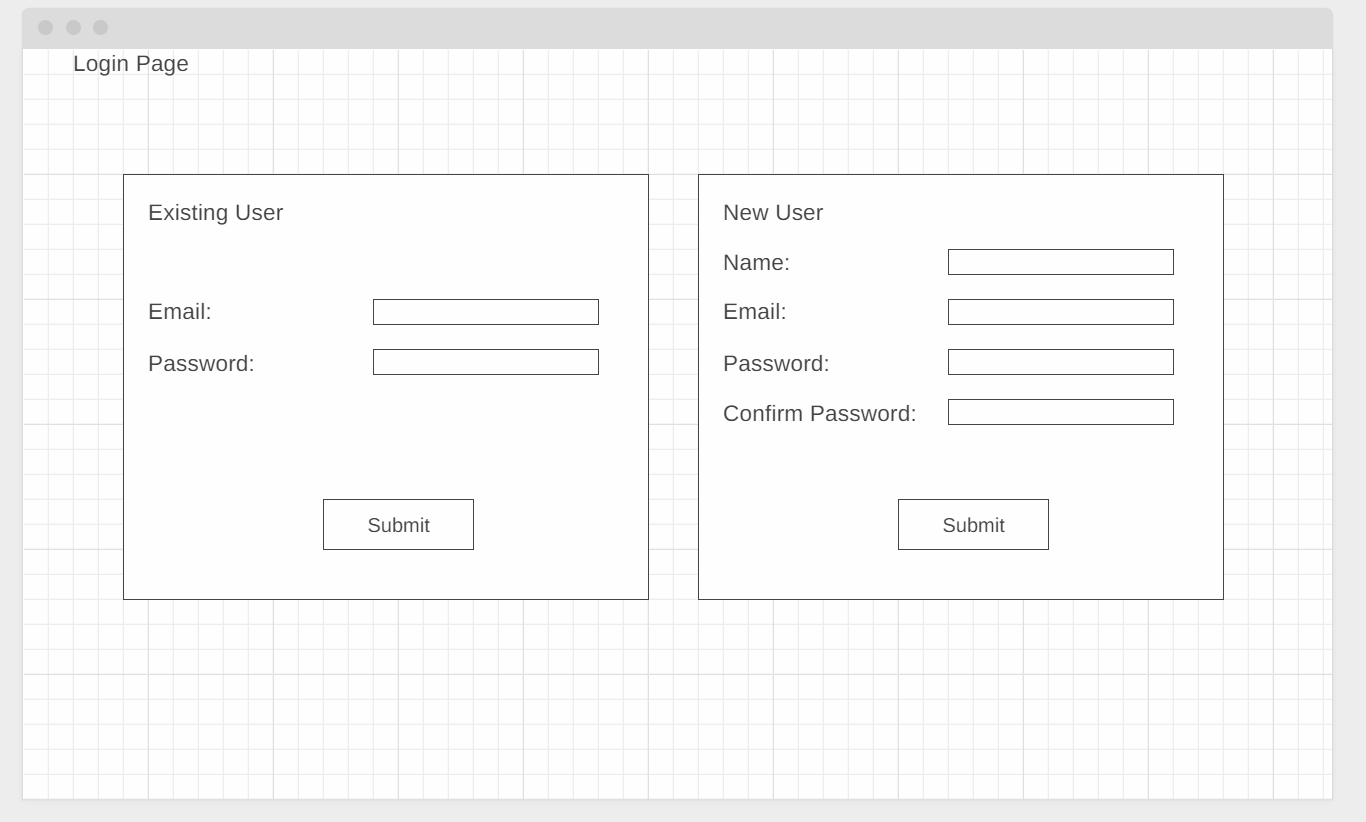 Login Page
Existing User
Email:
Password:
Submit
New User
Name:
Email:
Password:
Confirm Password:
Submit